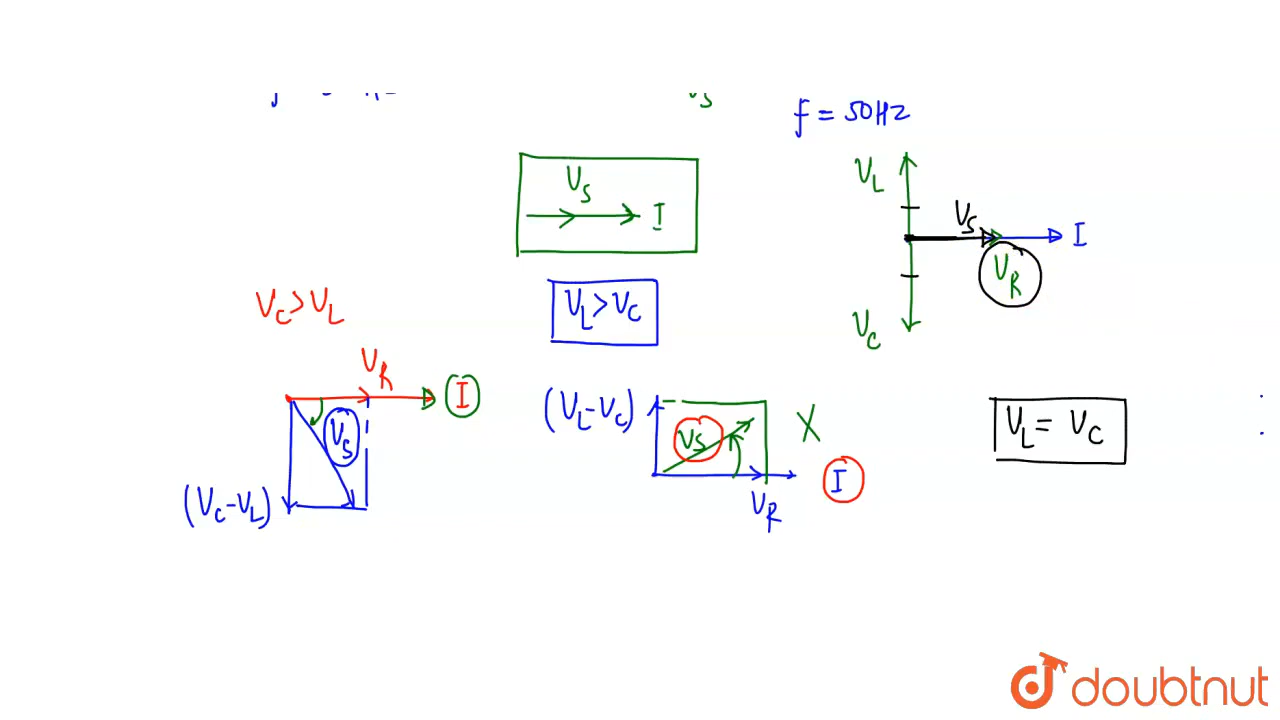 V_S
f = 50Hz
V_S
I
V_L
V_S
I
V_R
V_C
V_C > V_L
V_L > V_C
V_R
I
V_S
(V_C - V_L)
(V_L - V_C)
V_S
X
I
V_R
V_L = V_C
doubtnut